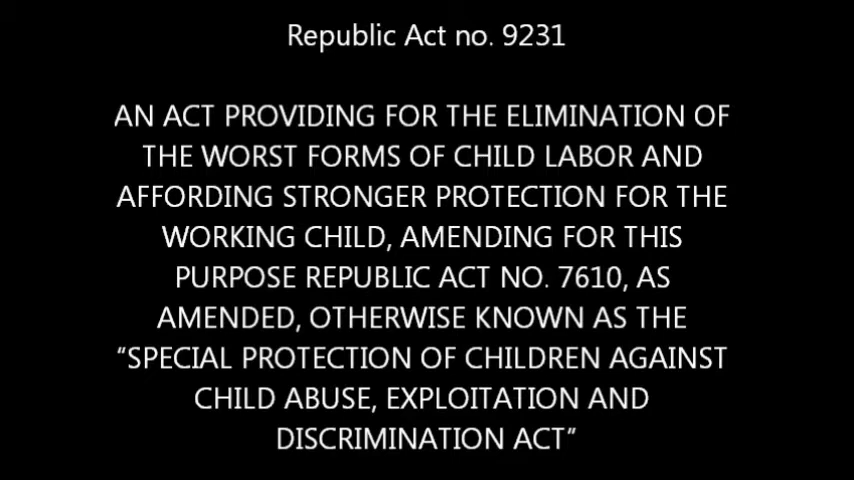 Republic Act no. 9231
AN ACT PROVIDING FOR THE ELIMINATION OF
THE WORST FORMS OF CHILD LABOR AND
AFFORDING STRONGER PROTECTION FOR THE
WORKING CHILD, AMENDING FOR THIS
PURPOSE REPUBLIC ACT NO. 7610, AS
AMENDED, OTHERWISE KNOWN AS THE
“SPECIAL PROTECTION OF CHILDREN AGAINST
CHILD ABUSE, EXPLOITATION AND
DISCRIMINATION ACT”